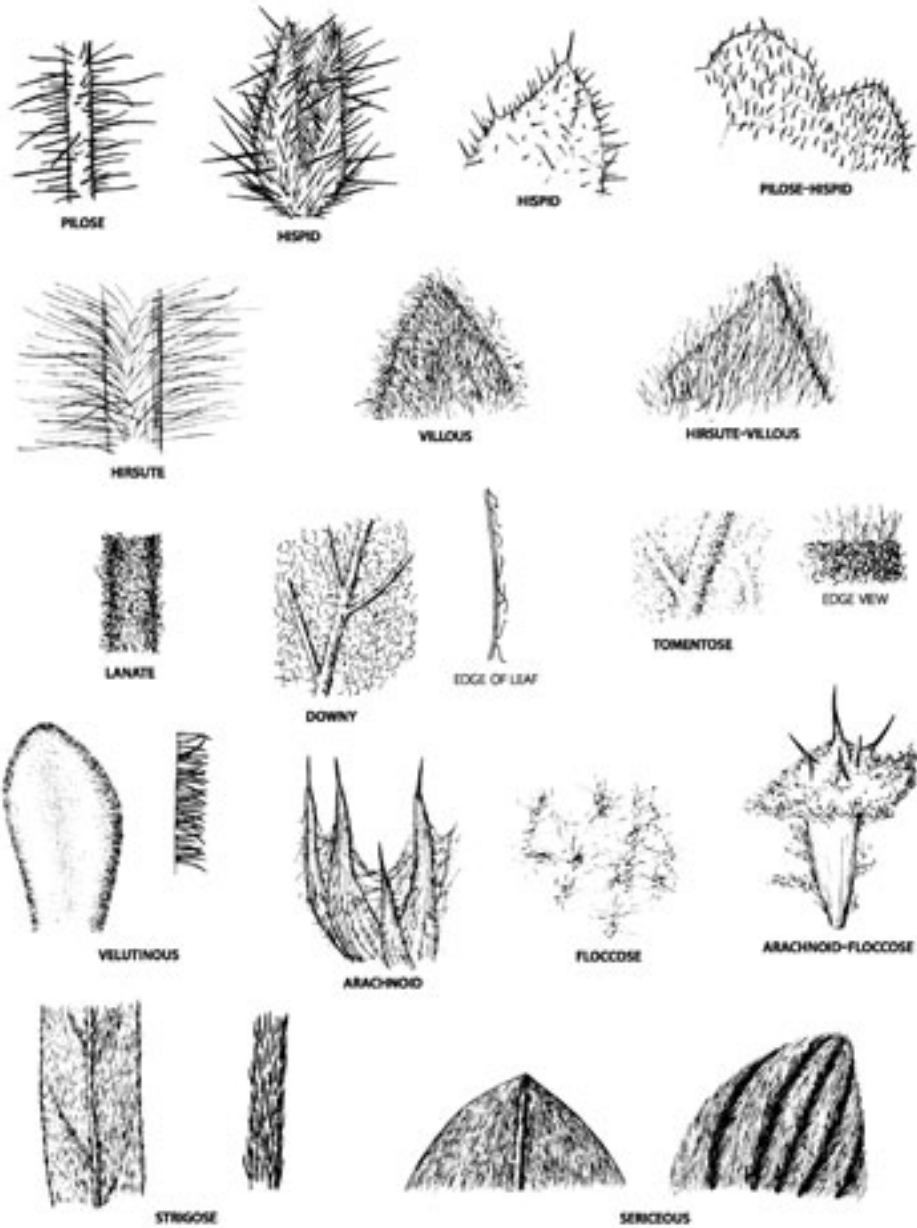 PILOSE
HISPID
HISPID
PILOSE-HISPID
HIRSUTE
VILLOUS
HIRSUTE-VILLOUS
LANATE
DOWNY
EDGE OF LEAF
TOMENTOSE
EDGE VIEW
VELUTINOUS
ARACHNOID
FLOCCOSE
ARACHNOID-FLOCCOSE
STRIGOSE
SERICEOUS